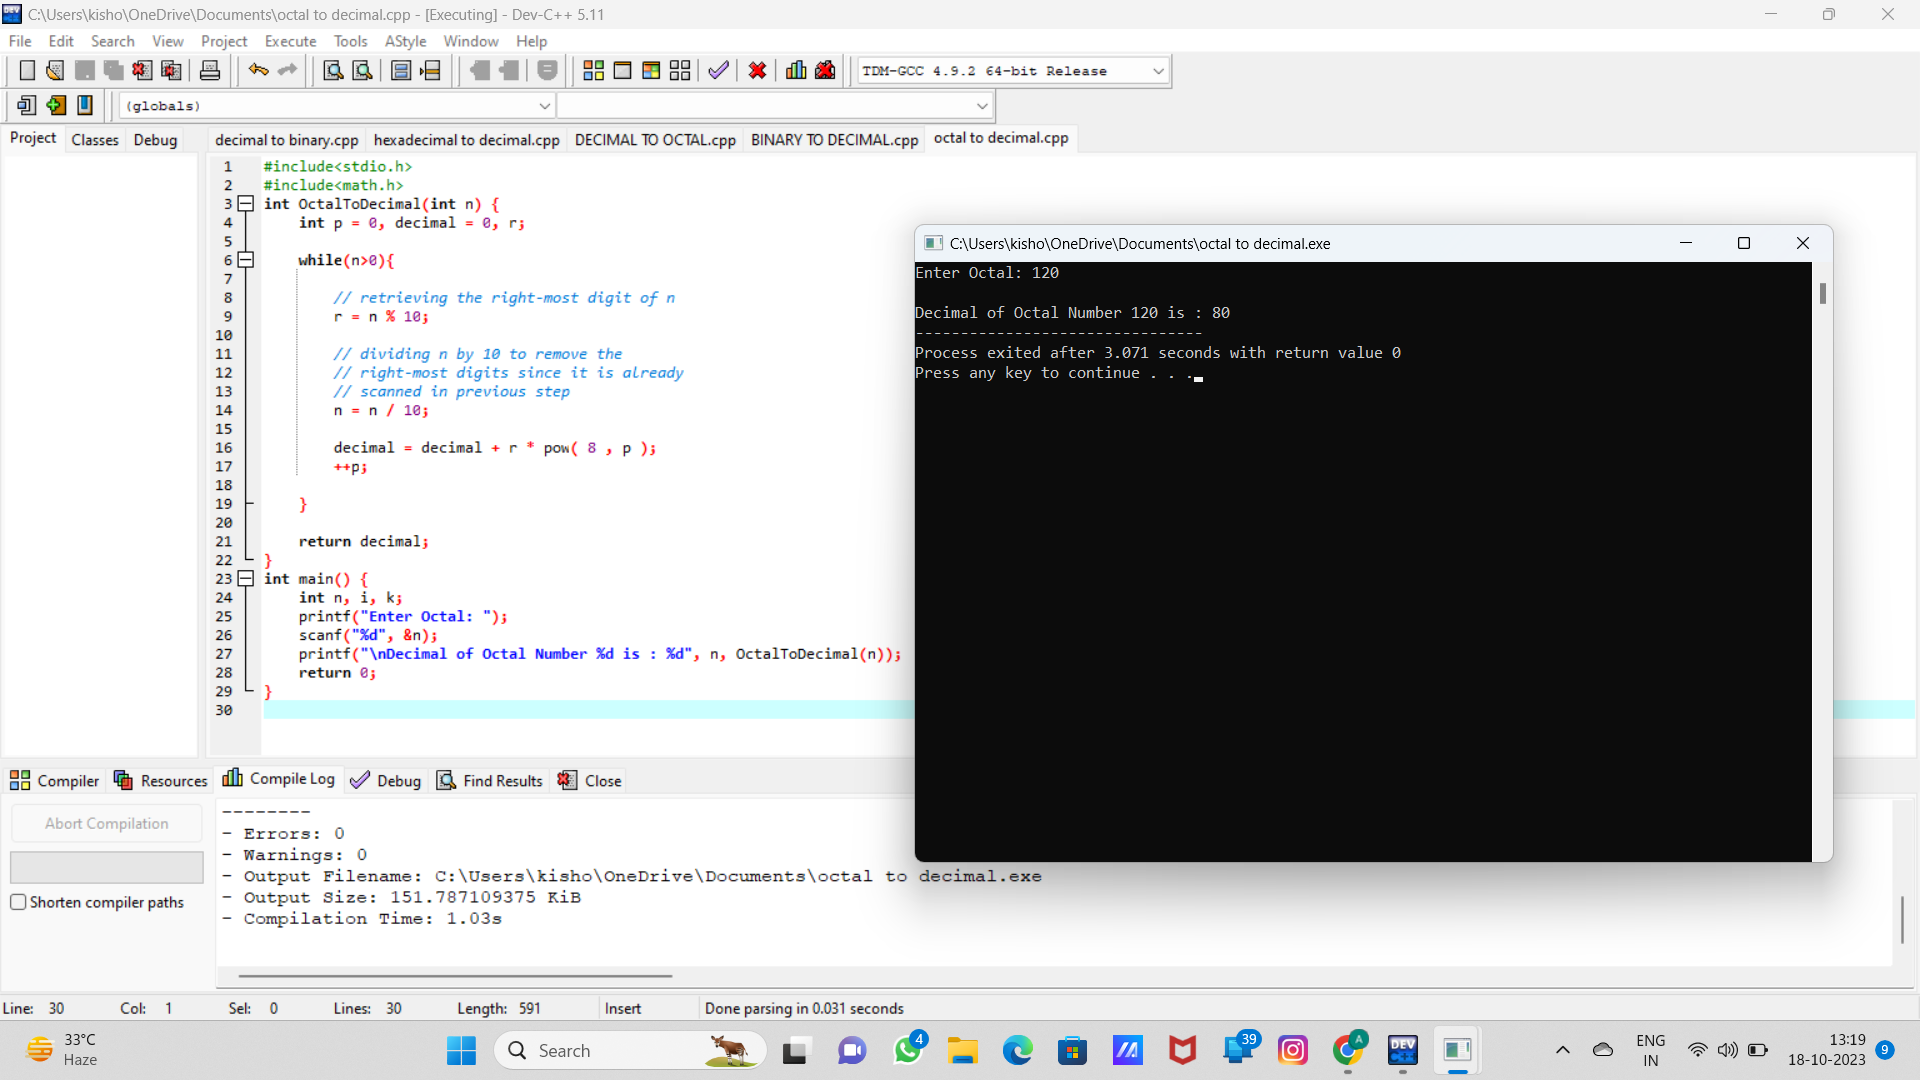 C:\Users\kisho\OneDrive\Documents\octal to decimal.cpp - [Executing] - Dev-C++ 5.11
File Edit Search View Project Execute Tools AStyle Window Help
TDM-GCC 4.9.2 64-bit Release
(globals)
Project Classes Debug
decimal to binary.cpp hexadecimal to decimal.cpp DECIMAL TO OCTAL.cpp BINARY TO DECIMAL.cpp octal to decimal.cpp
1 #include<stdio.h>
2 #include<math.h>
3 int OctalToDecimal(int n) {
4 int p = 0, decimal = 0, r;
5
6 while(n>0){
7
8 // retrieving the right-most digit of n
9 r = n % 10;
10
11 // dividing n by 10 to remove the
12 // right-most digits since it is already
13 // scanned in previous step
14 n = n / 10;
15
16 decimal = decimal + r * pow( 8 , p );
17 ++p;
18
19 }
20
21 return decimal;
22 }
23 int main() {
24 int n, i, k;
25 printf("Enter Octal: ");
26 scanf("%d", &n);
27 printf("\nDecimal of Octal Number %d is : %d", n, OctalToDecimal(n));
28 return 0;
29 }
30
C:\Users\kisho\OneDrive\Documents\octal to decimal.exe
Enter Octal: 120
Decimal of Octal Number 120 is : 80
--------------------------------
Process exited after 3.071 seconds with return value 0
Press any key to continue . . .
Compiler Resources Compile Log Debug Find Results Close
Abort Compilation
Shorten compiler paths
--------
- Errors: 0
- Warnings: 0
- Output Filename: C:\Users\kisho\OneDrive\Documents\octal to decimal.exe
- Output Size: 151.787109375 KiB
- Compilation Time: 1.03s
Line: 30 Col: 1 Sel: 0 Lines: 30 Length: 591 Insert Done parsing in 0.031 seconds
33°C
Haze
Search
4
39
A
DEV
C++
ENG
IN
13:19
18-10-2023
9